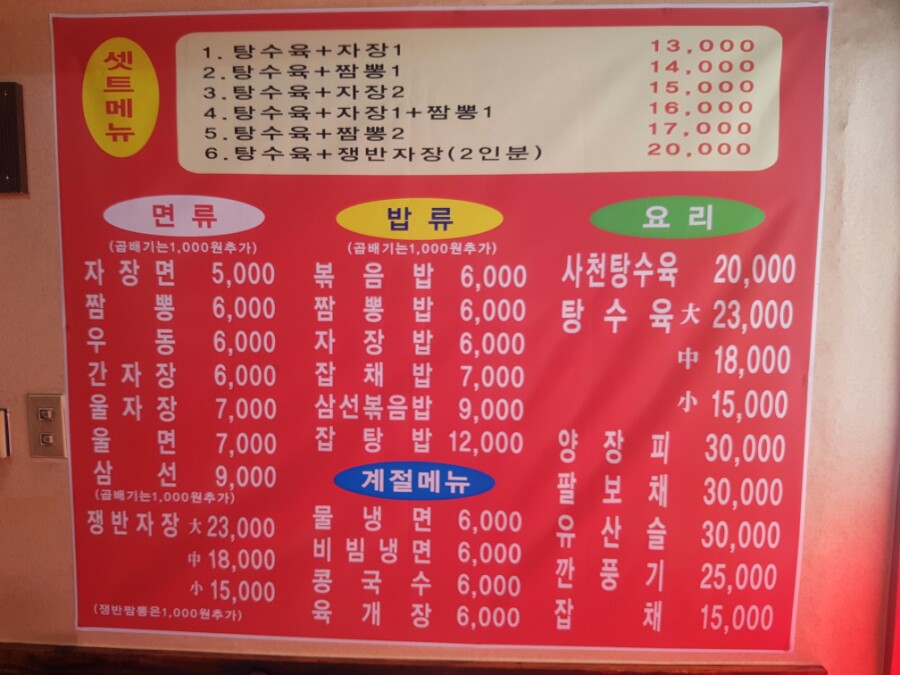 셋트메뉴
1. 탕수육+자장1 13,000
2. 탕수육+짬뽕1 14,000
3. 탕수육+자장2 15,000
4. 탕수육+자장1+짬뽕1 16,000
5. 탕수육+짬뽕2 17,000
6. 탕수육+쟁반자장(2인분) 20,000
면류
(곱배기는1,000원추가)
자장면 5,000
짬뽕 6,000
우동 6,000
간자장 6,000
울자장 7,000
울면 7,000
삼선 9,000
(곱배기는1,000원추가)
쟁반자장 大 23,000
中 18,000
小 15,000
(쟁반짬뽕은1,000원추가)
밥류
(곱배기는1,000원추가)
볶음밥 6,000
짬뽕밥 6,000
자장밥 6,000
잡채밥 7,000
삼선볶음밥 9,000
잡탕밥 12,000
계절메뉴
물냉면 6,000
비빔냉면 6,000
콩국수 6,000
육개장 6,000
요리
사천탕수육 20,000
탕수육 大 23,000
中 18,000
小 15,000
양장피 30,000
팔보채 30,000
유산슬 30,000
깐풍기 25,000
잡채 15,000